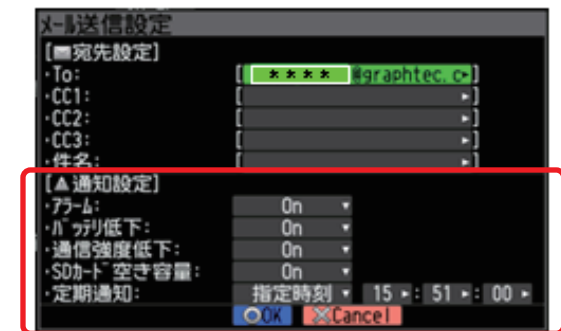 メール送信設定
[✉宛先設定]
・To: [ **** @graphtec.c▸]
・CC1: [ ▸]
・CC2: [ ▸]
・CC3: [ ▸]
・件名: [ ▸]
[▲通知設定]
・アラーム: On ▾
・バッテリ低下: On ▾
・通信強度低下: On ▾
・SDカード空き容量: On ▾
・定期通知: 指定時刻 ▾ 15 ▸: 51 ▸: 00 ▸
OK Cancel